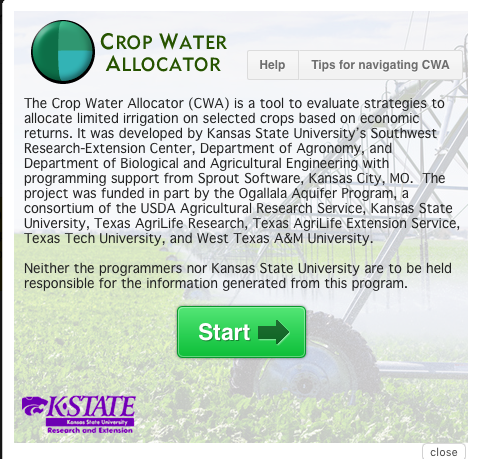 CROP WATER
ALLOCATOR
Help
Tips for navigating CWA
The Crop Water Allocator (CWA) is a tool to evaluate strategies to
allocate limited irrigation on selected crops based on economic
returns. It was developed by Kansas State University's Southwest
Research-Extension Center, Department of Agronomy, and
Department of Biological and Agricultural Engineering with
programming support from Sprout Software, Kansas City, MO.  The
project was funded in part by the Ogallala Aquifer Program, a
consortium of the USDA Agricultural Research Service, Kansas State
University, Texas AgriLife Research, Texas AgriLife Extension Service,
Texas Tech University, and West Texas A&M University.
Neither the programmers nor Kansas State University are to be held
responsible for the information generated from this program.
Start
K-STATE
Kansas State University
Research and Extension
close